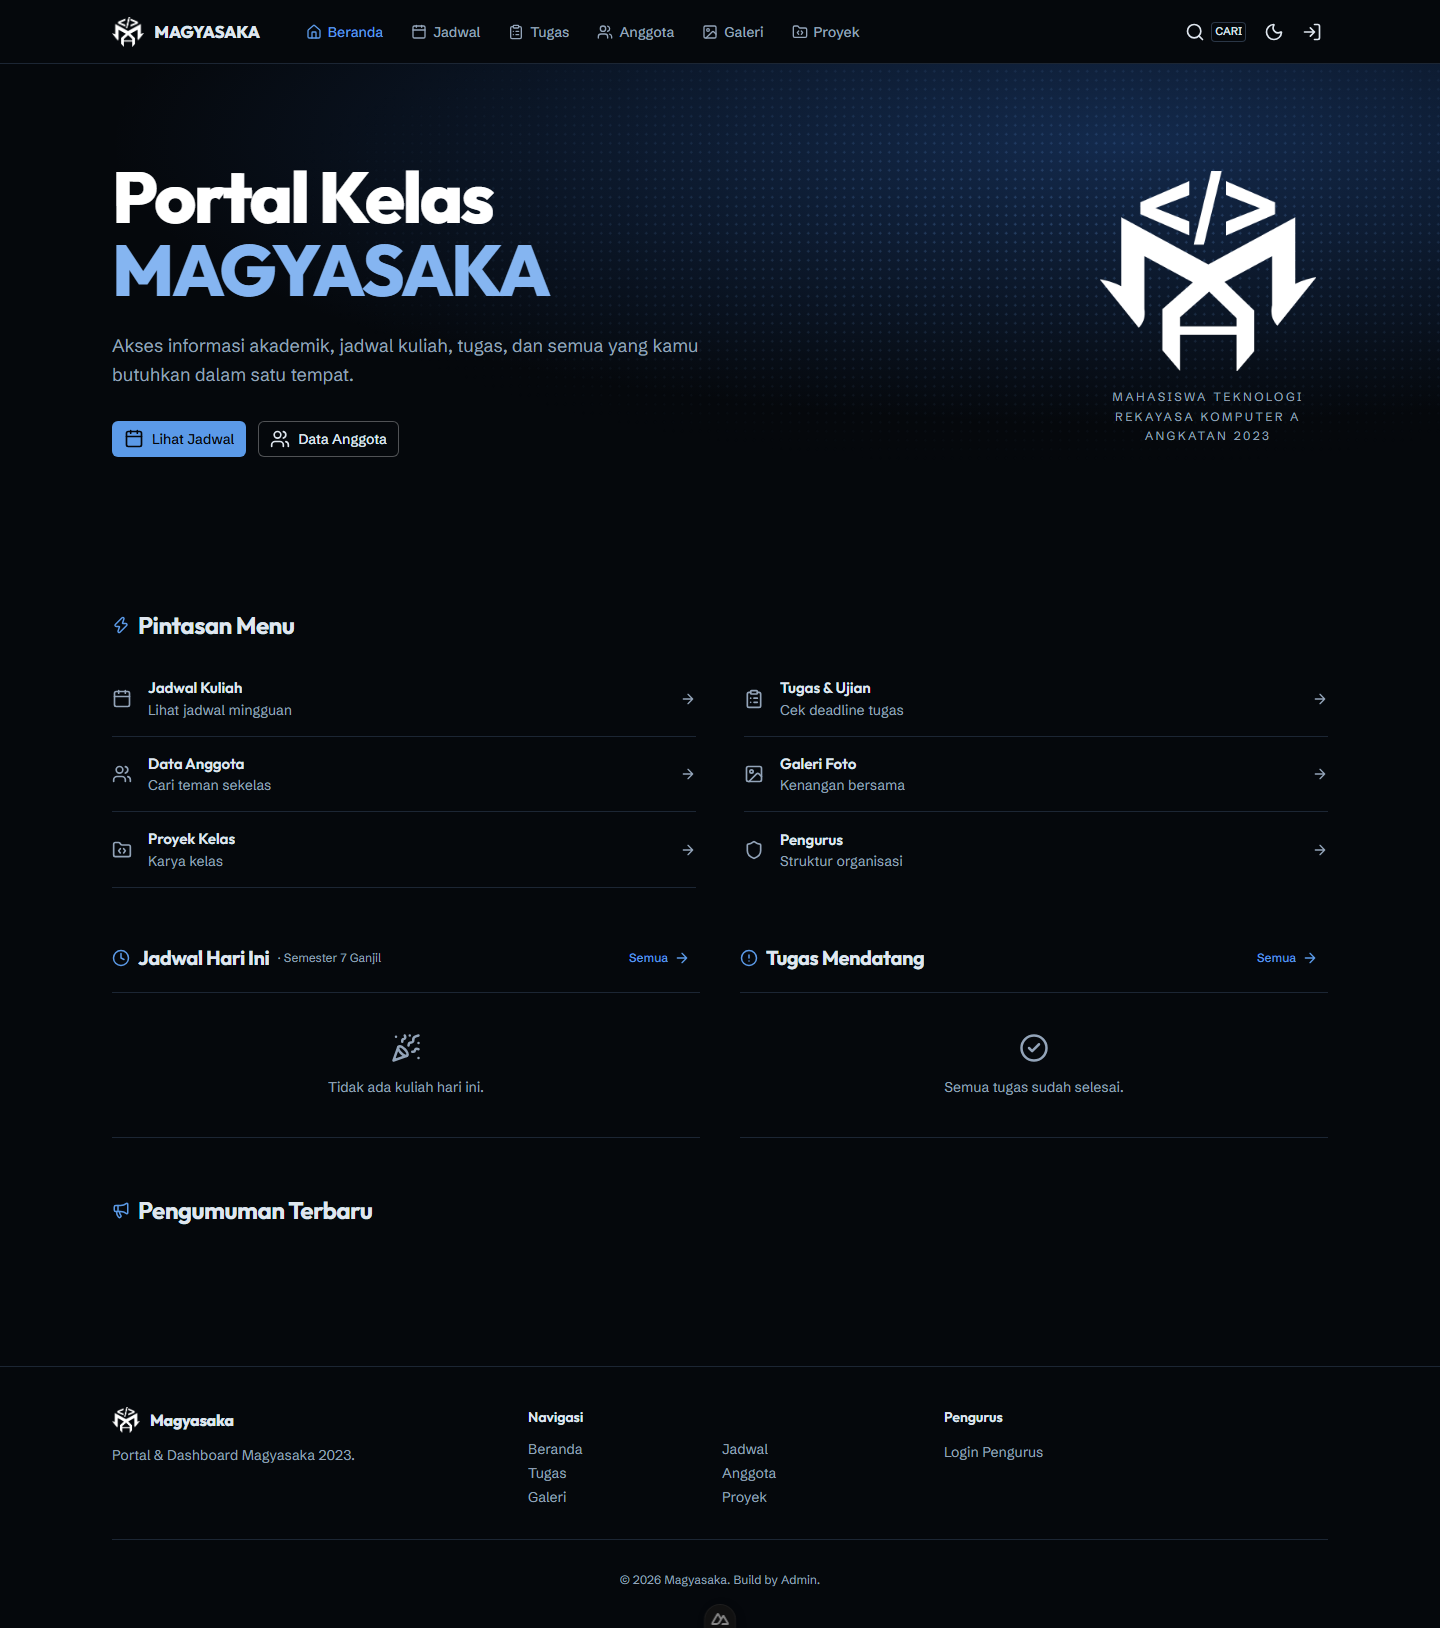 MAGYASAKA
Beranda
Jadwal
Tugas
Anggota
Galeri
Proyek
CARI
Portal Kelas
MAGYASAKA
Akses informasi akademik, jadwal kuliah, tugas, dan semua yang kamu
butuhkan dalam satu tempat.
Lihat Jadwal
Data Anggota
MAHASISWA TEKNOLOGI
REKAYASA KOMPUTER A
ANGKATAN 2023
Pintasan Menu
Jadwal Kuliah
Lihat jadwal mingguan
Tugas & Ujian
Cek deadline tugas
Data Anggota
Cari teman sekelas
Galeri Foto
Kenangan bersama
Proyek Kelas
Karya kelas
Pengurus
Struktur organisasi
Jadwal Hari Ini · Semester 7 Ganjil
Semua
Tidak ada kuliah hari ini.
Tugas Mendatang
Semua
Semua tugas sudah selesai.
Pengumuman Terbaru
Magyasaka
Portal & Dashboard Magyasaka 2023.
Navigasi
Beranda
Jadwal
Tugas
Anggota
Galeri
Proyek
Pengurus
Login Pengurus
© 2026 Magyasaka. Build by Admin.